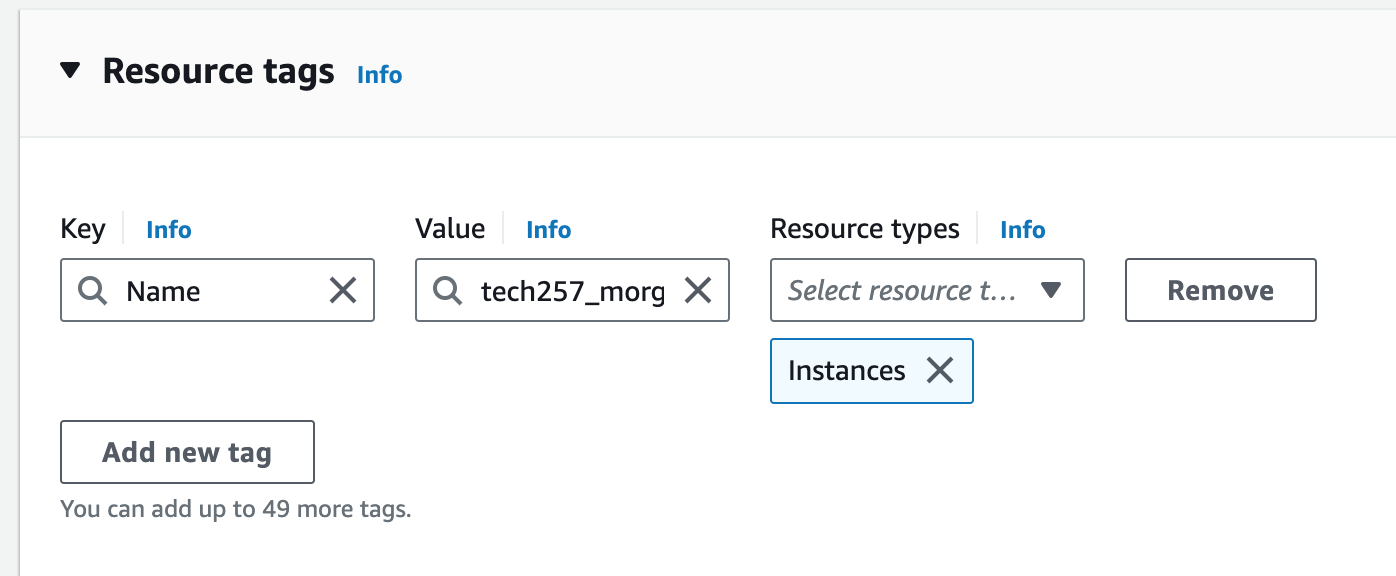 Resource tags Info
Key Info Value Info Resource types Info
Name tech257_morg Select resource t... Remove
Instances
Add new tag
You can add up to 49 more tags.